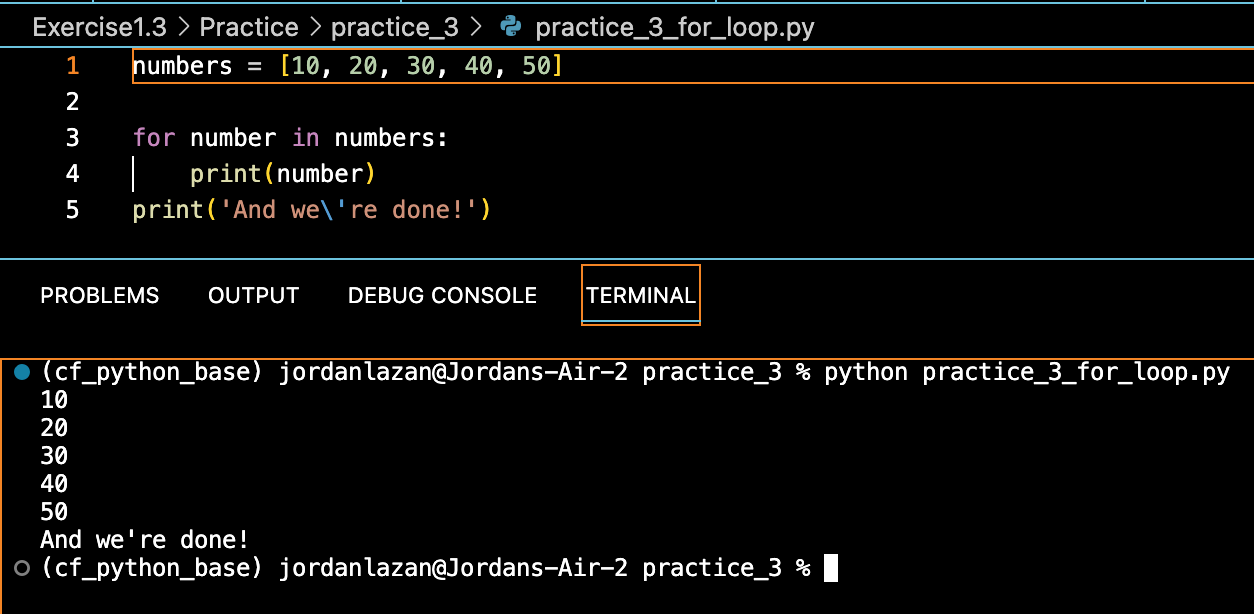 Exercise1.3 > Practice > practice_3 > practice_3_for_loop.py
1 numbers = [10, 20, 30, 40, 50]
2
3 for number in numbers:
4     print(number)
5 print('And we\'re done!')
PROBLEMS OUTPUT DEBUG CONSOLE TERMINAL
(cf_python_base) jordanlazan@Jordans-Air-2 practice_3 % python practice_3_for_loop.py
10
20
30
40
50
And we're done!
(cf_python_base) jordanlazan@Jordans-Air-2 practice_3 %